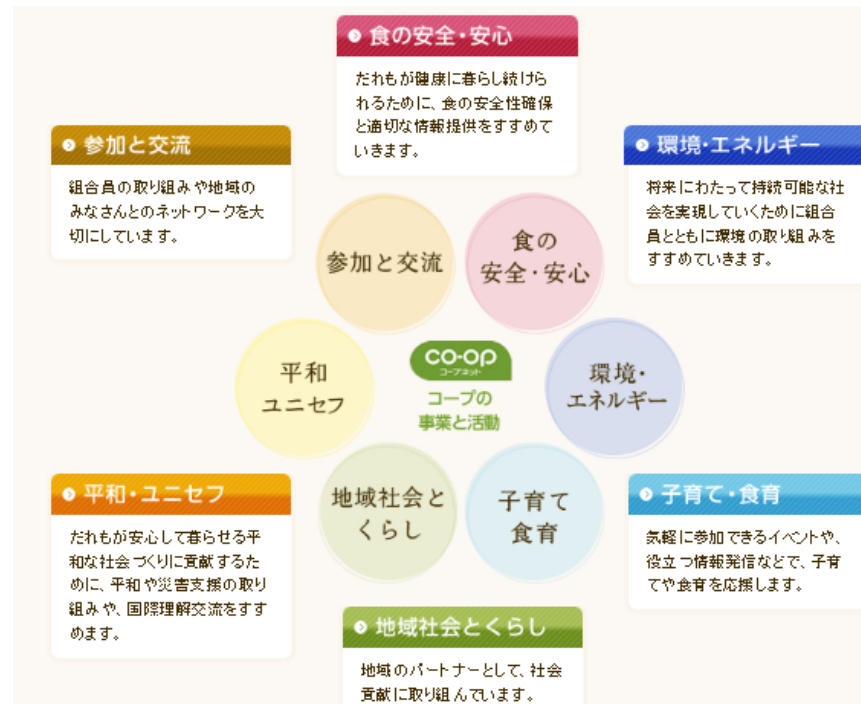 食の安全・安心
だれもが健康に暮らし続けら
れるために、食の安全性確保
と適切な情報提供をすすめて
いきます。
参加と交流
組合員の取り組みや地域の
みなさんとのネットワークを大
切にしています。
環境・エネルギー
将来にわたって持続可能な社
会を実現していくために組合
員とともに環境の取り組みを
すすめていきます。
参加と交流
食の
安全・安心
平和
ユニセフ
co-op
コープネット
コープの
事業と活動
環境・
エネルギー
地域社会と
くらし
子育て
食育
平和・ユニセフ
だれもが安心して暮らせる平
和な社会づくりに貢献するた
めに、平和や災害支援の取り
組みや、国際理解交流をすす
めます。
子育て・食育
気軽に参加できるイベントや、
役立つ情報発信などで、子育
てや食育を応援します。
地域社会とくらし
地域のパートナーとして、社会
貢献に取り組んでいます。